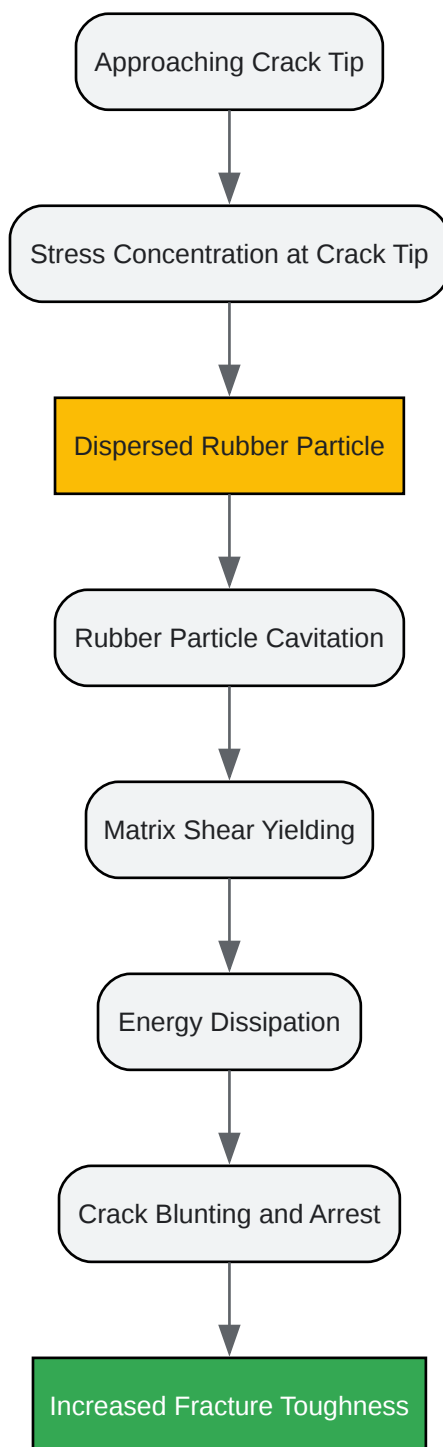 Approaching Crack Tip
Stress Concentration at Crack Tip
Dispersed Rubber Particle
Rubber Particle Cavitation
Matrix Shear Yielding
Energy Dissipation
Crack Blunting and Arrest
Increased Fracture Toughness